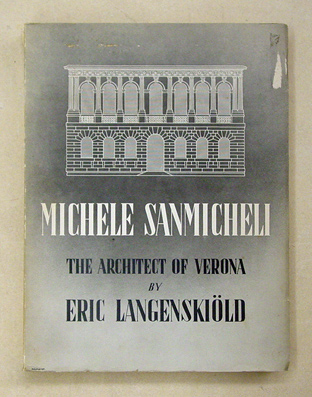 MICHELE SANMICHELI
THE ARCHITECT OF VERONA
BY
ERIC LANGENSKIÖLD